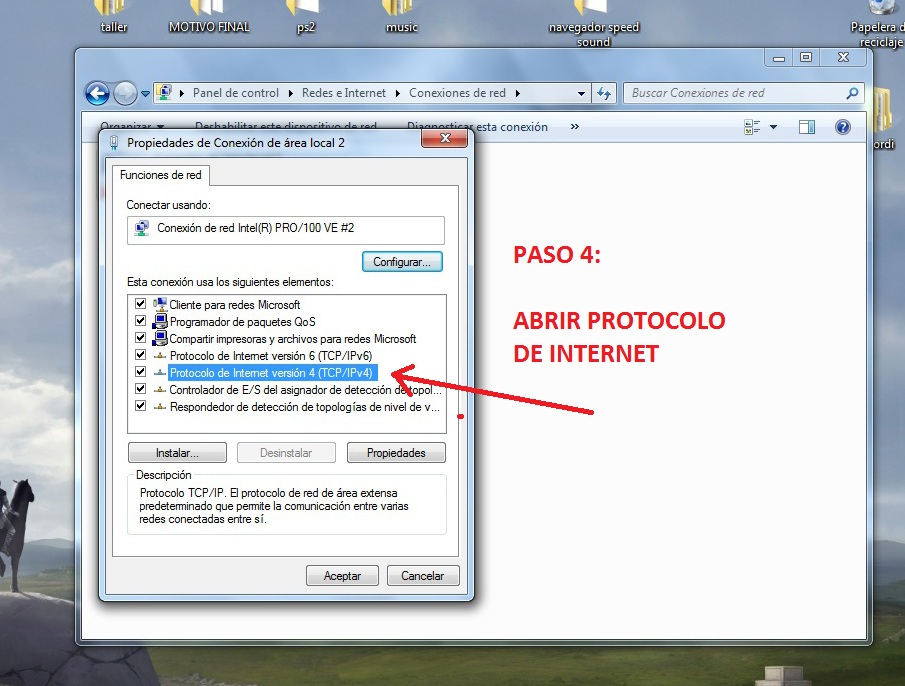 taller
MOTIVO FINAL
ps2
music
navegador speed
sound
Papelera de
reciclaje
Panel de control
Redes e Internet
Conexiones de red
Buscar Conexiones de red
Organizar
Deshabilitar este dispositivo de red
Diagnosticar esta conexión
»
ordi
Propiedades de Conexión de área local 2
Funciones de red
Conectar usando:
Conexión de red Intel(R) PRO/100 VE #2
Configurar...
Esta conexión usa los siguientes elementos:
Cliente para redes Microsoft
Programador de paquetes QoS
Compartir impresoras y archivos para redes Microsoft
Protocolo de Internet versión 6 (TCP/IPv6)
Protocolo de Internet versión 4 (TCP/IPv4)
Controlador de E/S del asignador de detección de topol...
Respondedor de detección de topologías de nivel de v...
Instalar...
Desinstalar
Propiedades
Descripción
Protocolo TCP/IP. El protocolo de red de área extensa
predeterminado que permite la comunicación entre varias
redes conectadas entre sí.
Aceptar
Cancelar
PASO 4:
ABRIR PROTOCOLO
DE INTERNET